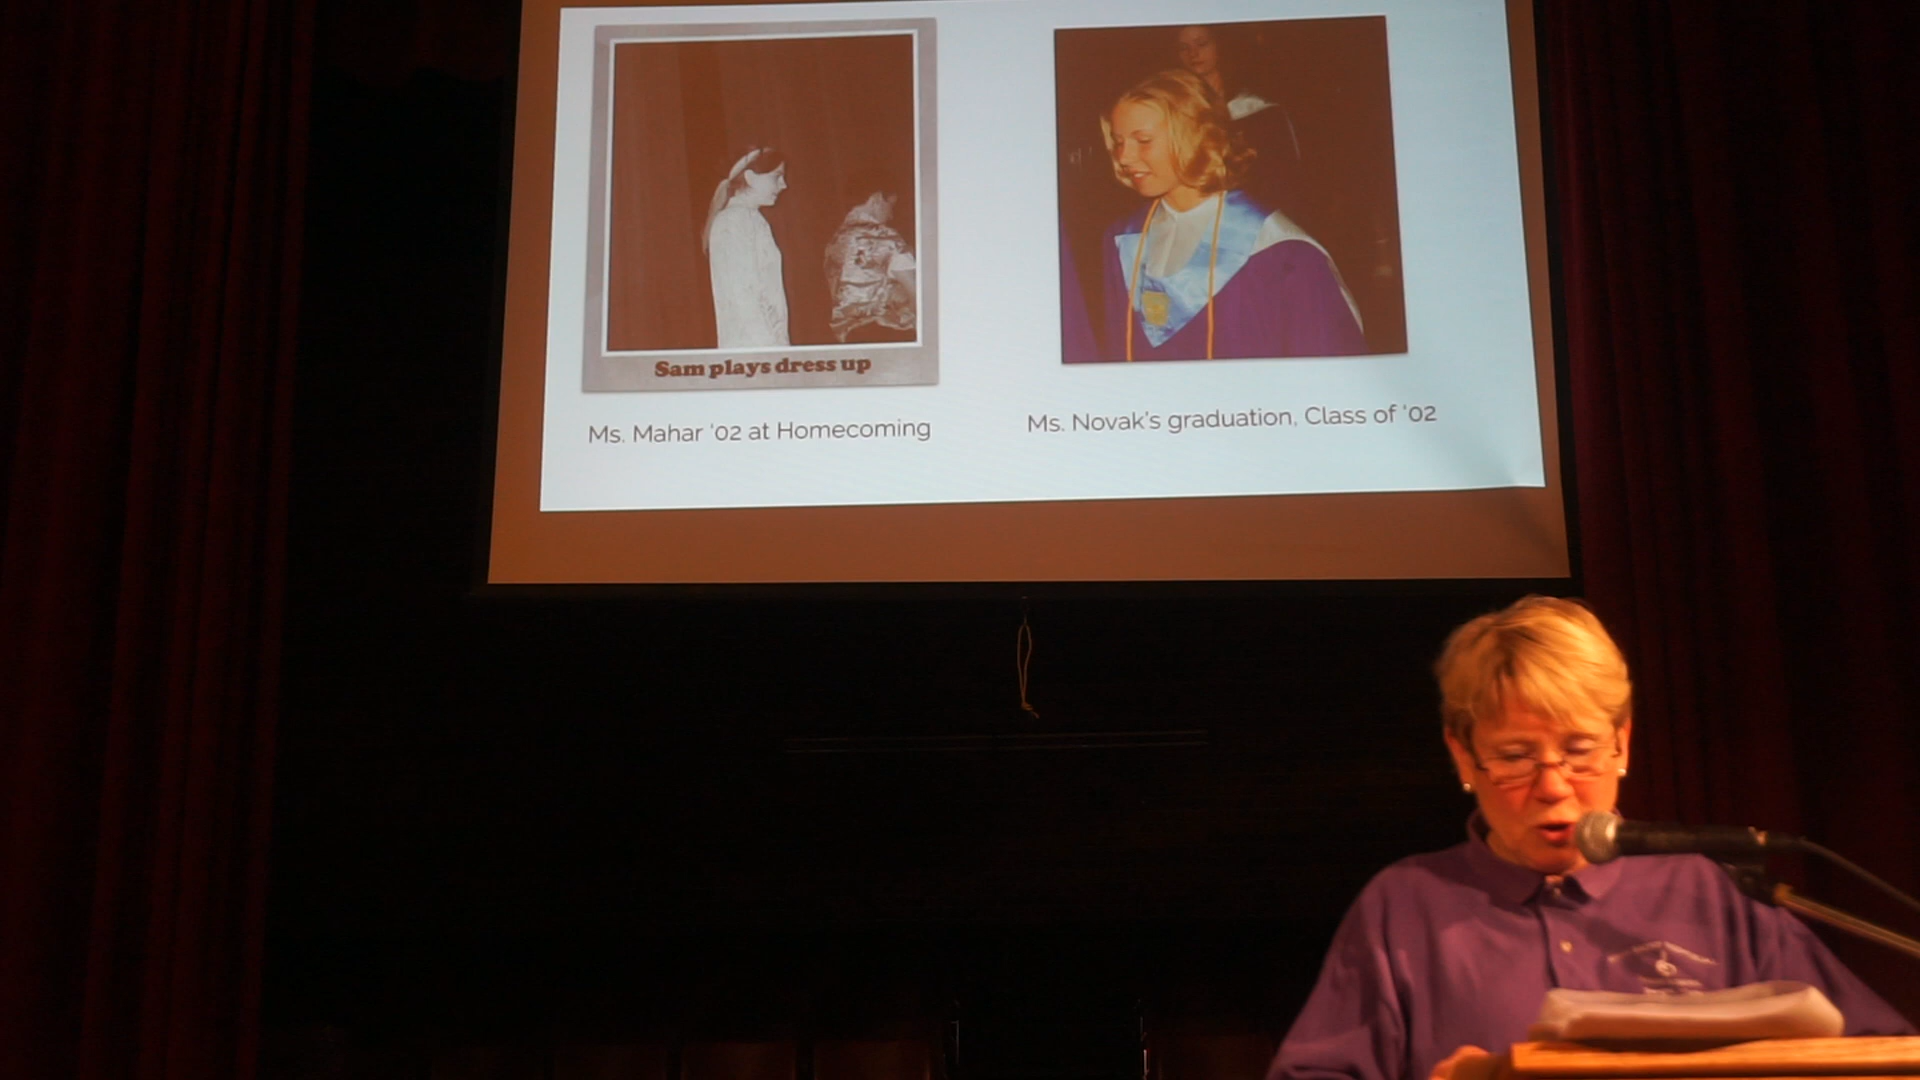 Sam plays dress up
Ms. Mahar '02 at Homecoming
Ms. Novak's graduation, Class of '02